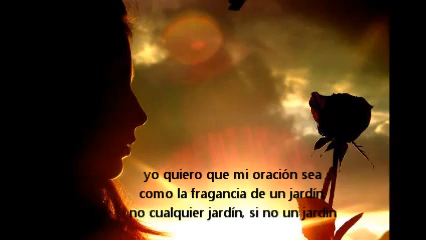 yo quiero que mi oración sea
como la fragancia de un jardín
no cualquier jardín, si no un jardín